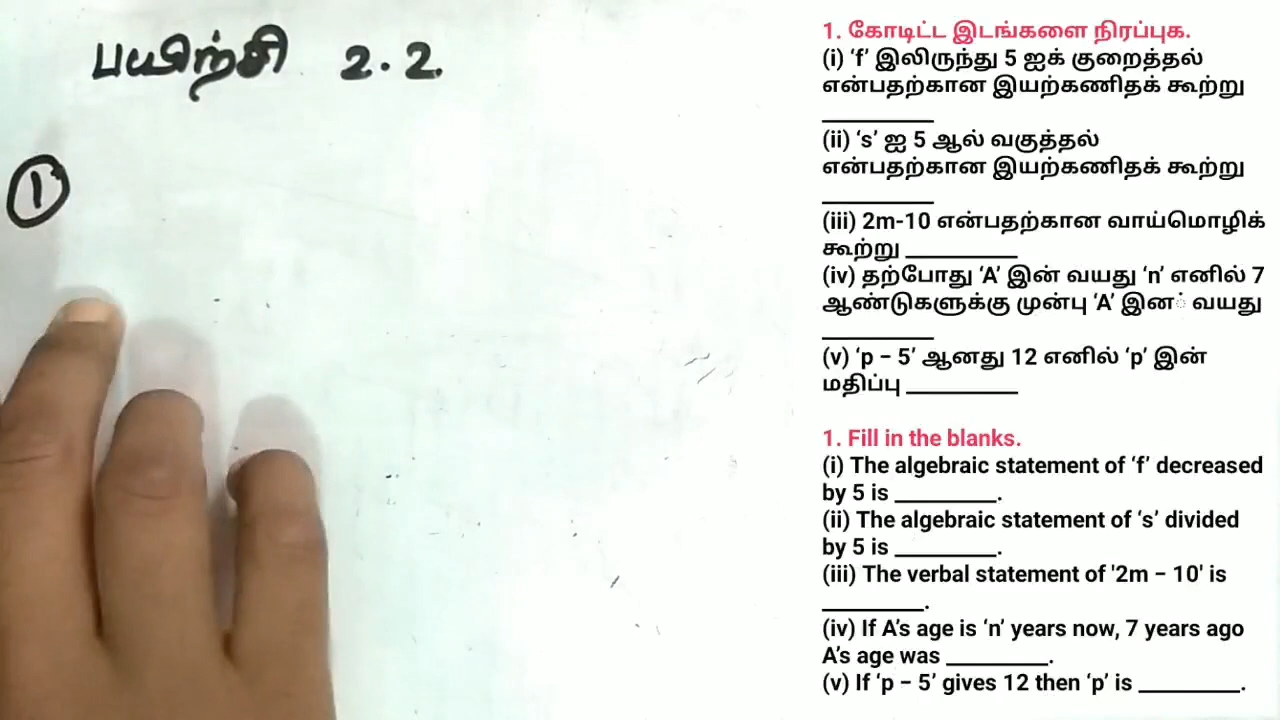 பயிற்சி 2.2
①
1. கோடிட்ட இடங்களை நிரப்புக.
(i) ‘f’ இலிருந்து 5 ஐக் குறைத்தல்
என்பதற்கான இயற்கணிதக் கூற்று
__________
(ii) ‘s’ ஐ 5 ஆல் வகுத்தல்
என்பதற்கான இயற்கணிதக் கூற்று
__________
(iii) 2m-10 என்பதற்கான வாய்மொழிக்
கூற்று __________
(iv) தற்போது ‘A’ இன் வயது ‘n’ எனில் 7
ஆண்டுகளுக்கு முன்பு ‘A’ இன் வயது
__________
(v) ‘p – 5’ ஆனது 12 எனில் ‘p’ இன்
மதிப்பு __________
1. Fill in the blanks.
(i) The algebraic statement of ‘f’ decreased
by 5 is _________.
(ii) The algebraic statement of ‘s’ divided
by 5 is _________.
(iii) The verbal statement of '2m – 10' is
_________.
(iv) If A’s age is ‘n’ years now, 7 years ago
A’s age was _________.
(v) If ‘p – 5’ gives 12 then ‘p’ is _________.